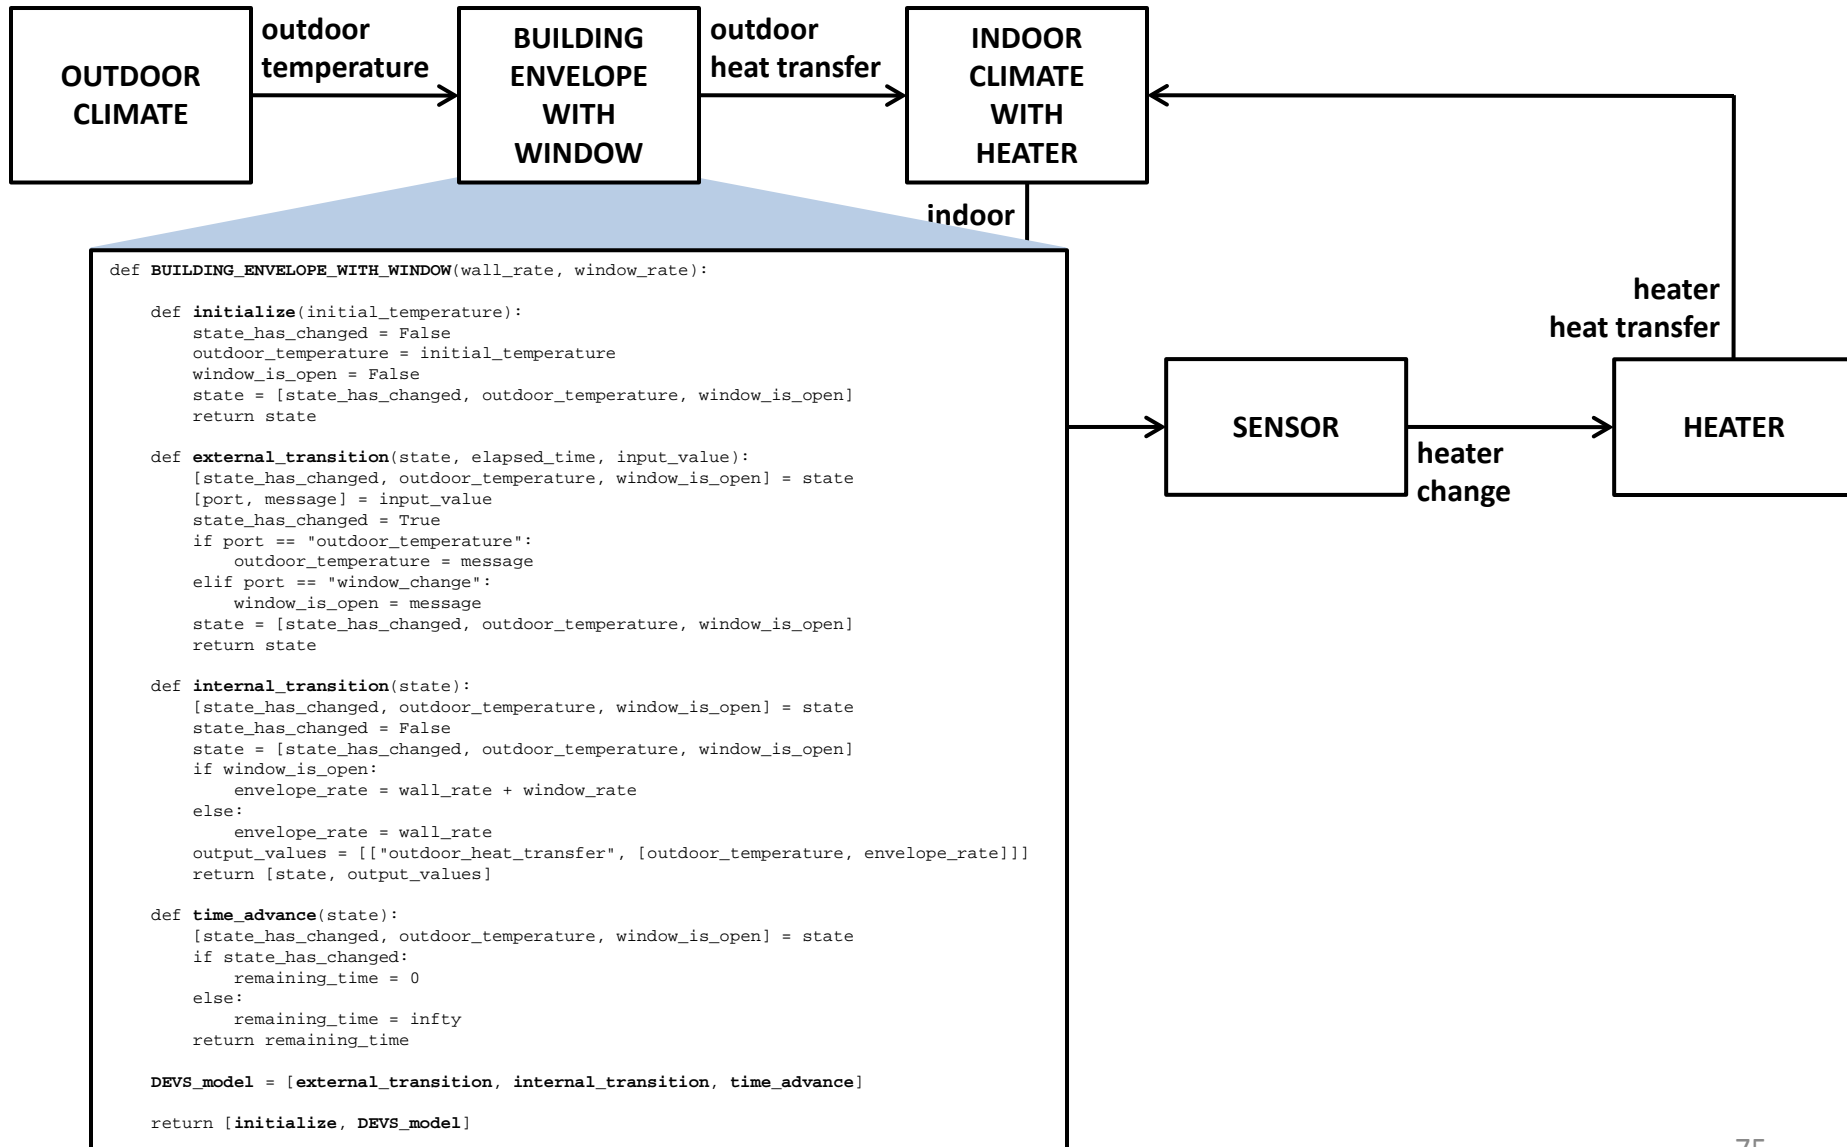 OUTDOOR
CLIMATE
outdoor
temperature
BUILDING
ENVELOPE
WITH
WINDOW
outdoor
heat transfer
INDOOR
CLIMATE
WITH
HEATER
indoor
heater
heat transfer
SENSOR
heater
change
HEATER
def BUILDING_ENVELOPE_WITH_WINDOW(wall_rate, window_rate):
    def initialize(initial_temperature):
        state_has_changed = False
        outdoor_temperature = initial_temperature
        window_is_open = False
        state = [state_has_changed, outdoor_temperature, window_is_open]
        return state
    def external_transition(state, elapsed_time, input_value):
        [state_has_changed, outdoor_temperature, window_is_open] = state
        [port, message] = input_value
        state_has_changed = True
        if port == "outdoor_temperature":
            outdoor_temperature = message
        elif port == "window_change":
            window_is_open = message
        state = [state_has_changed, outdoor_temperature, window_is_open]
        return state
    def internal_transition(state):
        [state_has_changed, outdoor_temperature, window_is_open] = state
        state_has_changed = False
        state = [state_has_changed, outdoor_temperature, window_is_open]
        if window_is_open:
            envelope_rate = wall_rate + window_rate
        else:
            envelope_rate = wall_rate
        output_values = [["outdoor_heat_transfer", [outdoor_temperature, envelope_rate]]]
        return [state, output_values]
    def time_advance(state):
        [state_has_changed, outdoor_temperature, window_is_open] = state
        if state_has_changed:
            remaining_time = 0
        else:
            remaining_time = infty
        return remaining_time
    DEVS_model = [external_transition, internal_transition, time_advance]
    return [initialize, DEVS_model]